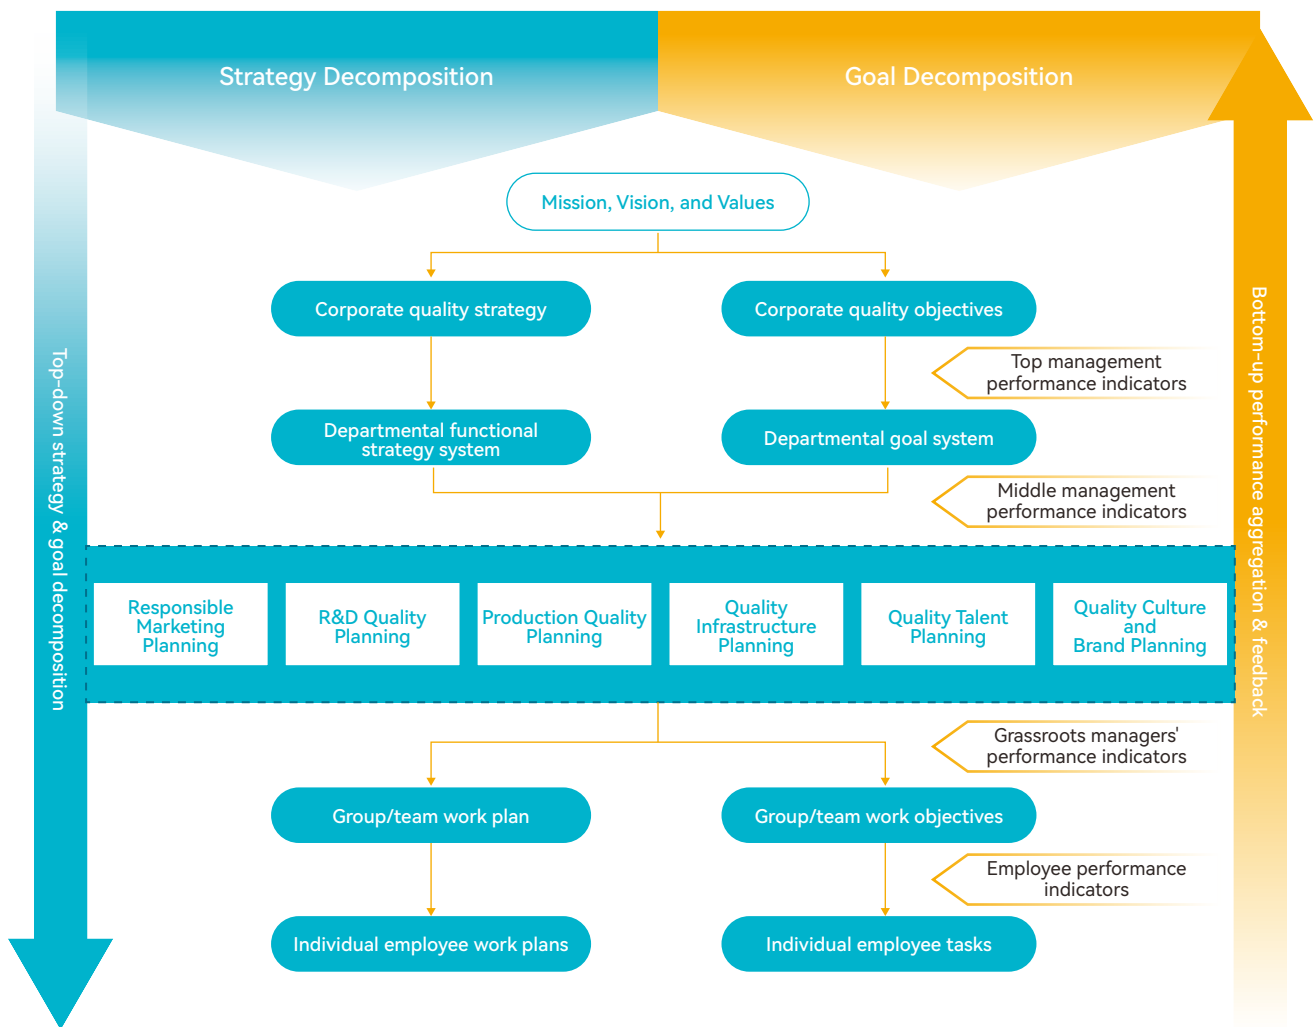 Strategy Decomposition
Goal Decomposition
Mission, Vision, and Values
Corporate quality strategy
Corporate quality objectives
Top management
performance indicators
Departmental functional
strategy system
Departmental goal system
Middle management
performance indicators
Top-down strategy & goal decomposition
Bottom-up performance aggregation & feedback
Responsible
Marketing
Planning
R&D Quality
Planning
Production Quality
Planning
Quality
Infrastructure
Planning
Quality Talent
Planning
Quality Culture
and
Brand Planning
Grassroots managers'
performance indicators
Group/team work plan
Group/team work objectives
Employee performance
indicators
Individual employee work plans
Individual employee tasks